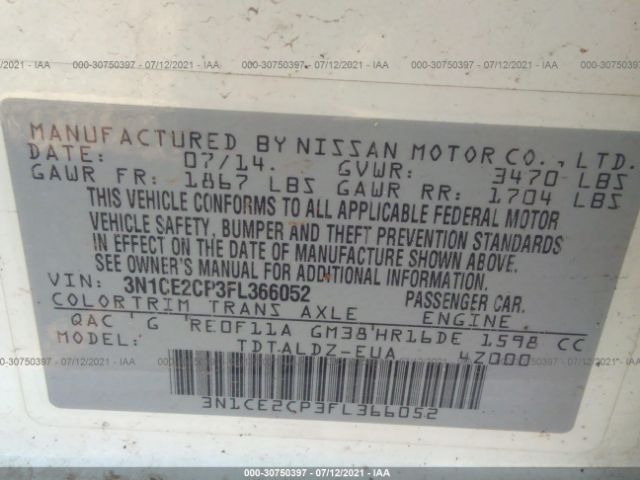 000-30750397 - 07/12/2021 - IAA
MANUFACTURED BY NISSAN MOTOR CO., LTD.
DATE: 07/14. GVWR: 3470 LBS
GAWR FR: 1867 LBS GAWR RR: 1704 LBS
THIS VEHICLE CONFORMS TO ALL APPLICABLE FEDERAL MOTOR
VEHICLE SAFETY, BUMPER AND THEFT PREVENTION STANDARDS
IN EFFECT ON THE DATE OF MANUFACTURE SHOWN ABOVE.
SEE OWNER'S MANUAL FOR ADDITIONAL INFORMATION.
VIN: 3N1CE2CP3FL366052 PASSENGER CAR.
COLOR TRIM TRANS AXLE ENGINE
QAC G RE0F11A GM38 HR16DE 1598 CC
MODEL: TDTALDZ-EUA 4Z000
3N1CE2CP3FL366052
000-30750397 - 07/12/2021 - IAA